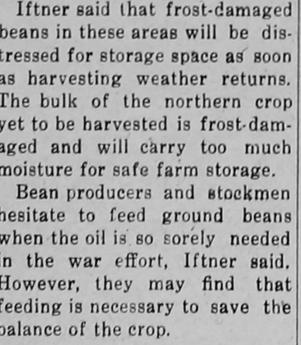 Iftner said that frost-damaged
beans in these areas will be dis-
tressed for storage space as soon
as harvesting weather returns.
The bulk of the northern crop
yet to be harvested is frost-dam-
aged and will carry too much
moisture for safe farm storage.
Bean producers and stockmen
hesitate to feed ground beans
when the oil is so sorely needed
in the war effort, Iftner said.
However, they may find that
feeding is necessary to save the
balance of the crop.